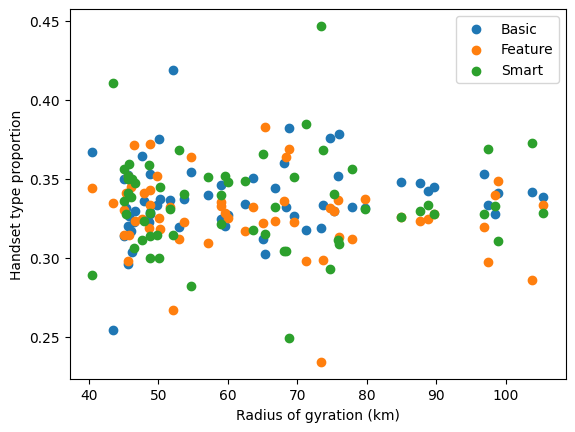 Basic
Feature
Smart
0.45
0.40
0.35
0.30
0.25
Handset type proportion
40 50 60 70 80 90 100
Radius of gyration (km)